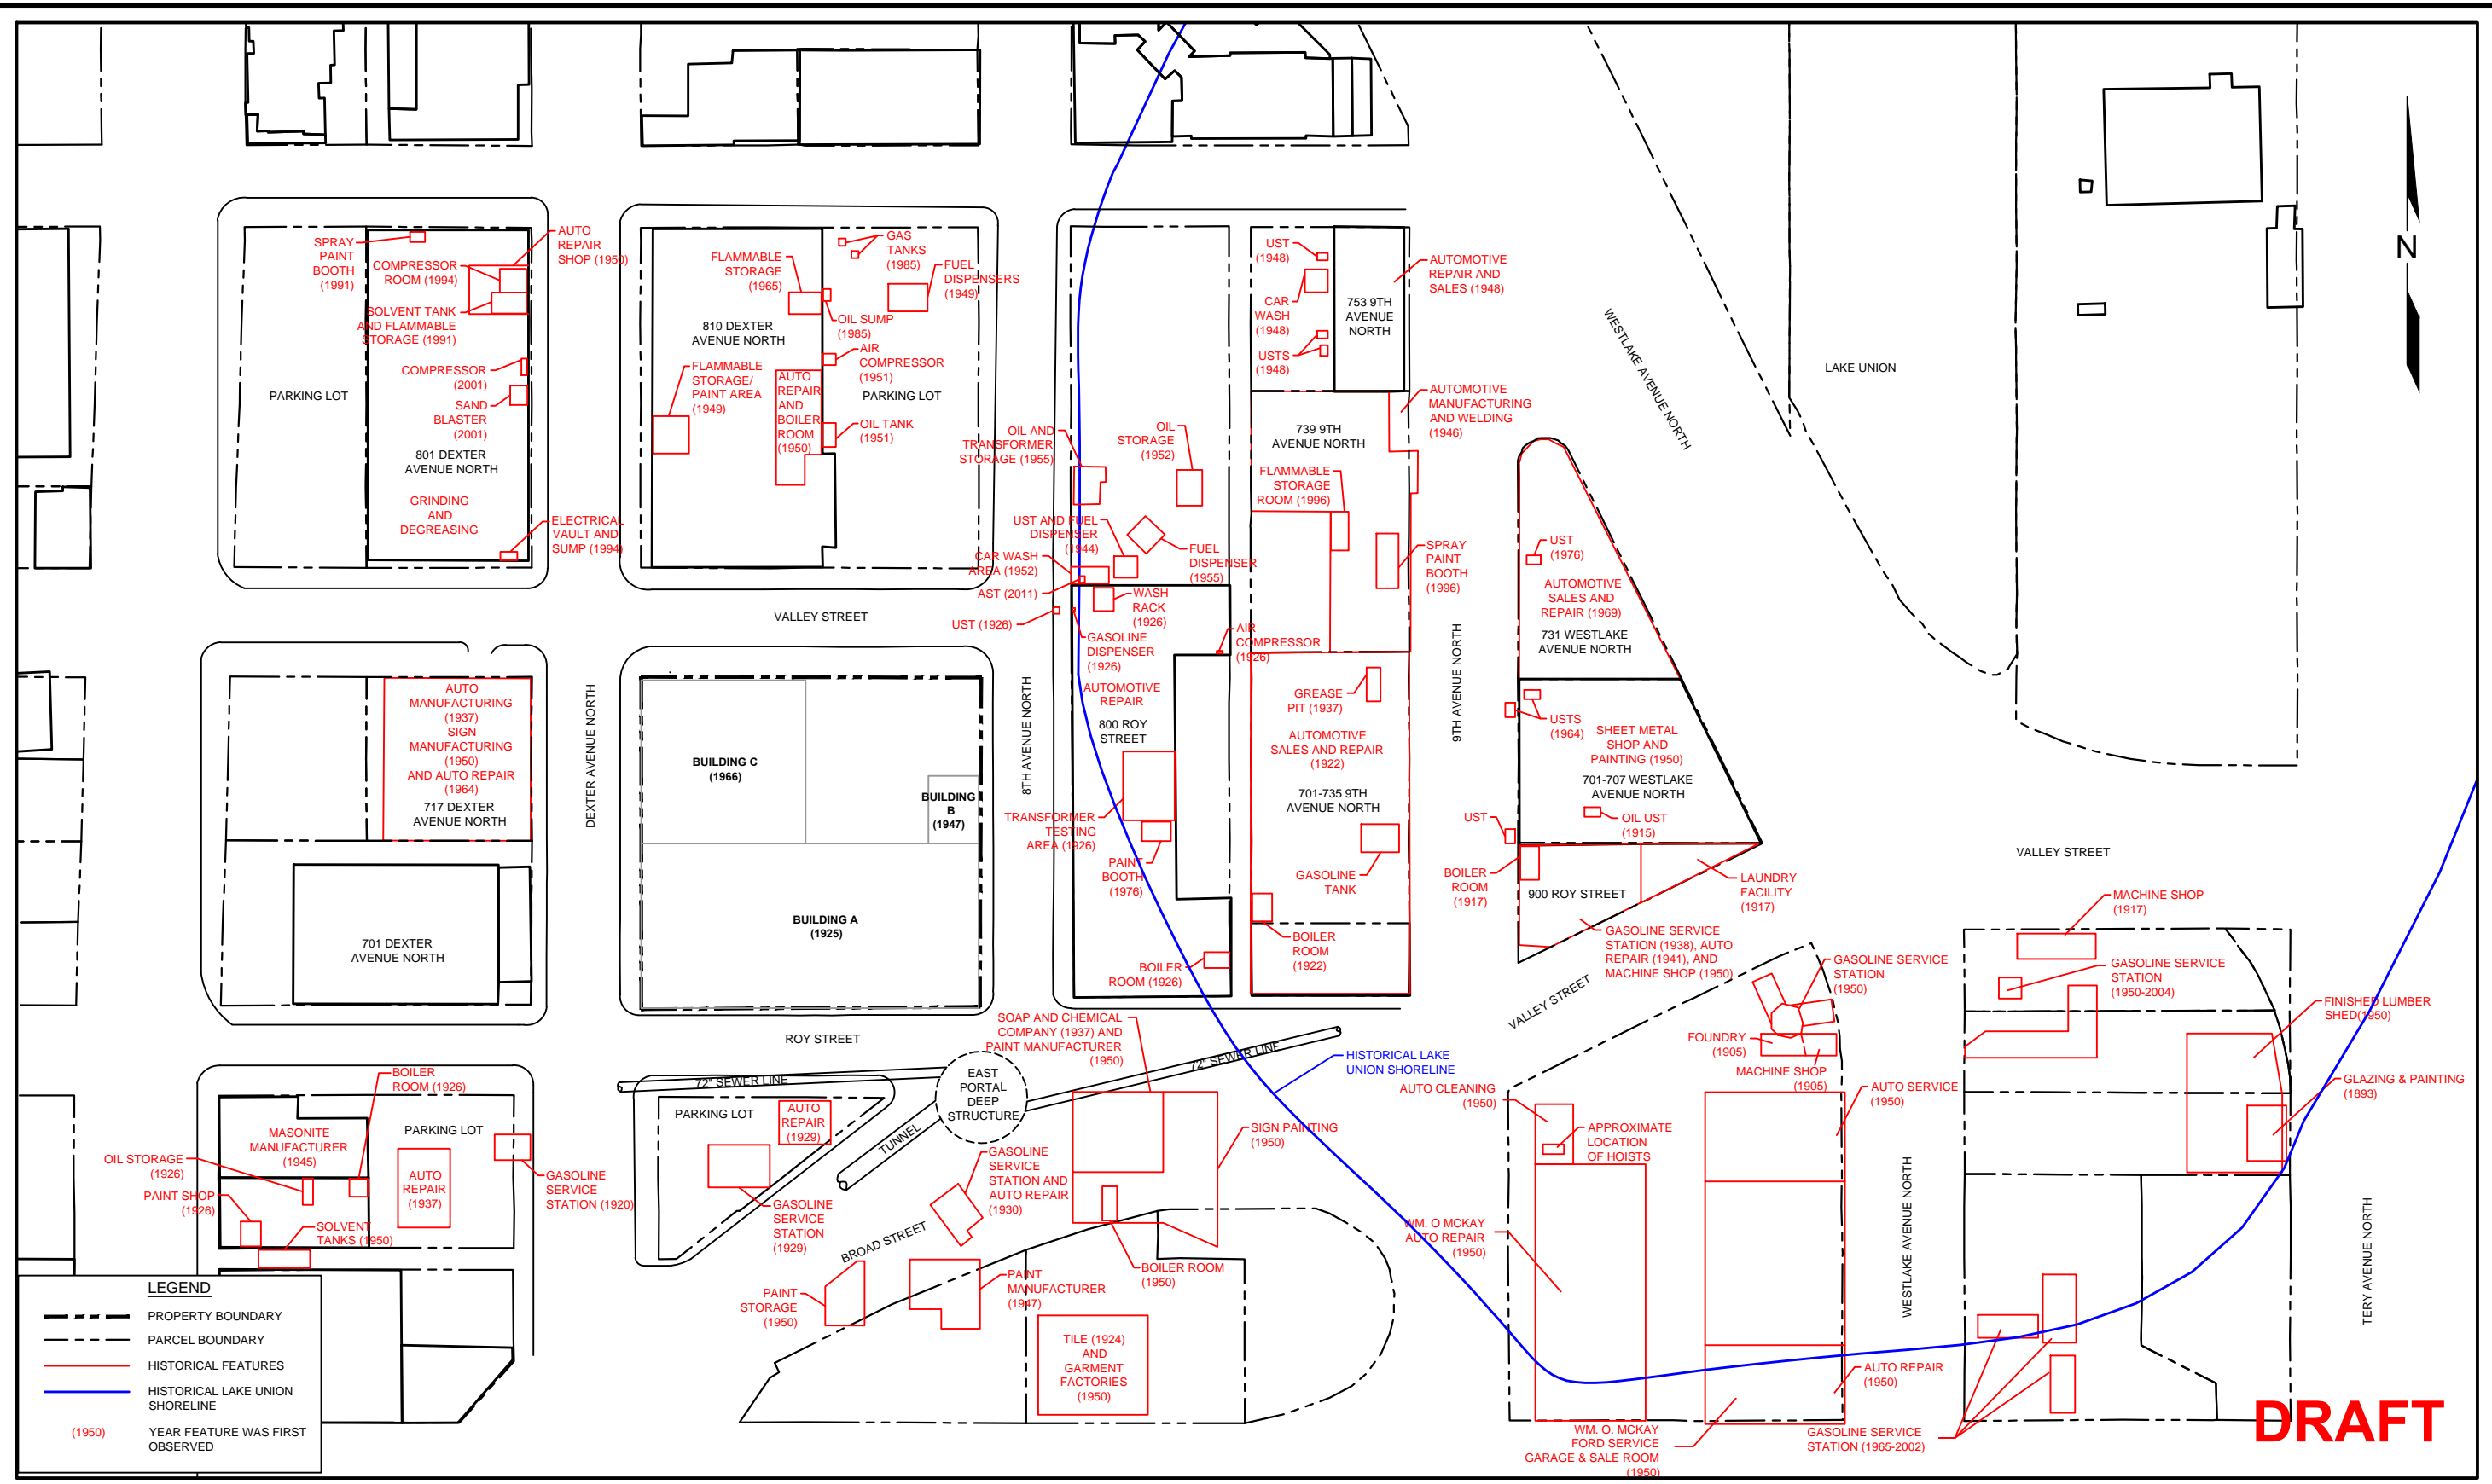 SPRAY
PAINT
BOOTH
(1991)
COMPRESSOR
ROOM (1994)
AUTO
REPAIR
SHOP (1950)
SOLVENT TANK
AND FLAMMABLE
STORAGE (1991)
COMPRESSOR
(2001)
SAND
BLASTER
(2001)
PARKING LOT
801 DEXTER
AVENUE NORTH
GRINDING
AND
DEGREASING
ELECTRICAL
VAULT AND
SUMP (1994)
FLAMMABLE
STORAGE
(1965)
GAS
TANKS
(1985)
FUEL
DISPENSERS
(1949)
OIL SUMP
(1985)
810 DEXTER
AVENUE NORTH
AIR
COMPRESSOR
(1951)
FLAMMABLE
STORAGE/
PAINT AREA
(1949)
AUTO
REPAIR
AND
BOILER
ROOM
(1950)
PARKING LOT
OIL TANK
(1951)
UST
(1948)
CAR
WASH
(1948)
USTS
(1948)
753 9TH
AVENUE
NORTH
AUTOMOTIVE
REPAIR AND
SALES (1948)
AUTOMOTIVE
MANUFACTURING
AND WELDING
(1946)
OIL AND
TRANSFORMER
STORAGE (1955)
OIL
STORAGE
(1952)
739 9TH
AVENUE NORTH
FLAMMABLE
STORAGE
ROOM (1996)
UST AND FUEL
DISPENSER
(1944)
CAR WASH
AREA (1952)
FUEL
DISPENSER
(1955)
SPRAY
PAINT
BOOTH
(1996)
AST (2011)
UST (1926)
WASH
RACK
(1926)
GASOLINE
DISPENSER
(1926)
AIR
COMPRESSOR
(1926)
WESTLAKE AVENUE NORTH
LAKE UNION
N
UST
(1976)
AUTOMOTIVE
SALES AND
REPAIR (1969)
731 WESTLAKE
AVENUE NORTH
VALLEY STREET
AUTO
MANUFACTURING
(1937)
SIGN
MANUFACTURING
(1950)
AND AUTO REPAIR
(1964)
717 DEXTER
AVENUE NORTH
DEXTER AVENUE NORTH
BUILDING C
(1966)
BUILDING
B
(1947)
BUILDING A
(1925)
8TH AVENUE NORTH
AUTOMOTIVE
REPAIR
800 ROY
STREET
TRANSFORMER
TESTING
AREA (1926)
PAINT
BOOTH
(1976)
BOILER
ROOM (1926)
GREASE
PIT (1937)
AUTOMOTIVE
SALES AND REPAIR
(1922)
701-735 9TH
AVENUE NORTH
GASOLINE
TANK
BOILER
ROOM
(1922)
9TH AVENUE NORTH
USTS
(1964)
SHEET METAL
SHOP AND
PAINTING (1950)
701-707 WESTLAKE
AVENUE NORTH
UST
OIL UST
(1915)
BOILER
ROOM
(1917)
900 ROY STREET
LAUNDRY
FACILITY
(1917)
GASOLINE SERVICE
STATION (1938), AUTO
REPAIR (1941), AND
MACHINE SHOP (1950)
VALLEY STREET
VALLEY STREET
MACHINE SHOP
(1917)
GASOLINE SERVICE
STATION
(1950)
GASOLINE SERVICE
STATION
(1950-2004)
FINISHED LUMBER
SHED(1950)
FOUNDRY
(1905)
MACHINE SHOP
(1905)
GLAZING & PAINTING
(1893)
701 DEXTER
AVENUE NORTH
ROY STREET
72" SEWER LINE
EAST
PORTAL
DEEP
STRUCTURE
72" SEWER LINE
TUNNEL
SOAP AND CHEMICAL
COMPANY (1937) AND
PAINT MANUFACTURER
(1950)
HISTORICAL LAKE
UNION SHORELINE
AUTO CLEANING
(1950)
AUTO SERVICE
(1950)
APPROXIMATE
LOCATION
OF HOISTS
BOILER
ROOM (1926)
MASONITE
MANUFACTURER
(1945)
PARKING LOT
OIL STORAGE
(1926)
PAINT SHOP
(1926)
AUTO
REPAIR
(1937)
SOLVENT
TANKS (1950)
GASOLINE
SERVICE
STATION (1920)
PARKING LOT
AUTO
REPAIR
(1929)
GASOLINE
SERVICE
STATION
(1929)
BROAD STREET
GASOLINE
SERVICE
STATION AND
AUTO REPAIR
(1930)
SIGN PAINTING
(1950)
BOILER ROOM
(1950)
PAINT
STORAGE
(1950)
PAINT
MANUFACTURER
(1947)
TILE (1924)
AND
GARMENT
FACTORIES
(1950)
WM. O MCKAY
AUTO REPAIR
(1950)
WESTLAKE AVENUE NORTH
TERY AVENUE NORTH
AUTO REPAIR
(1950)
WM. O. MCKAY
FORD SERVICE
GARAGE & SALE ROOM
(1950)
GASOLINE SERVICE
STATION (1965-2002)
LEGEND
PROPERTY BOUNDARY
PARCEL BOUNDARY
HISTORICAL FEATURES
HISTORICAL LAKE UNION
SHORELINE
(1950)
YEAR FEATURE WAS FIRST
OBSERVED
DRAFT